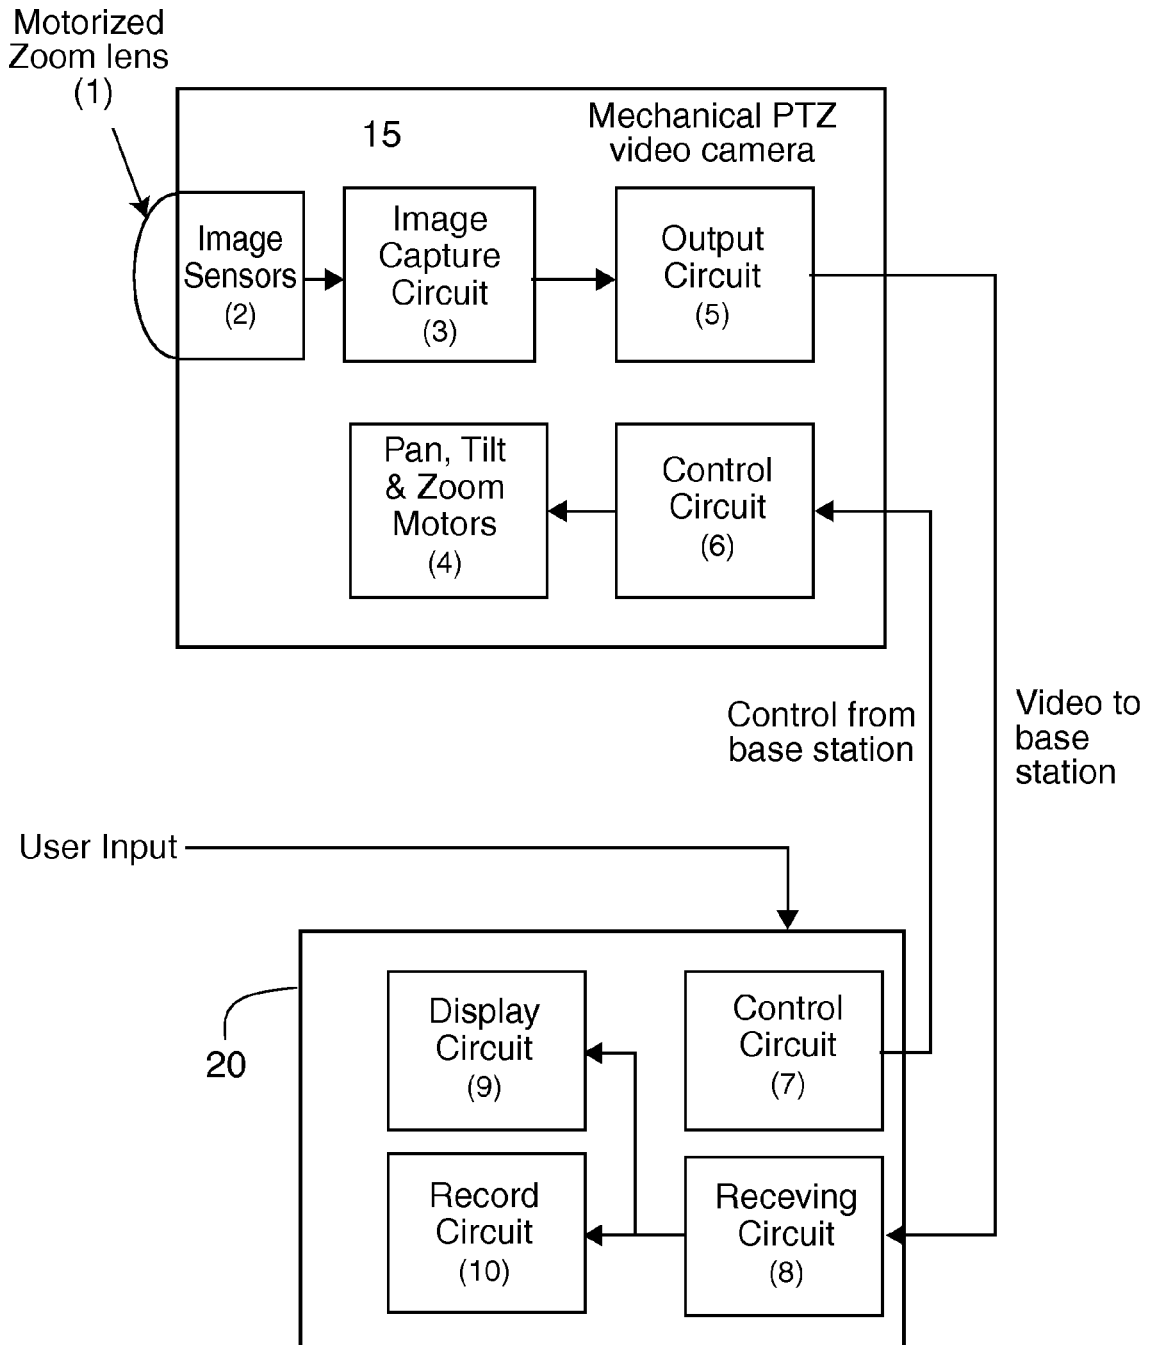 Motorized
Zoom lens
(1)
15
Mechanical PTZ
video camera
Image
Sensors
(2)
Image
Capture
Circuit
(3)
Output
Circuit
(5)
Pan, Tilt
& Zoom
Motors
(4)
Control
Circuit
(6)
Control from
base station
Video to
base
station
User Input
20
Display
Circuit
(9)
Control
Circuit
(7)
Record
Circuit
(10)
Receving
Circuit
(8)